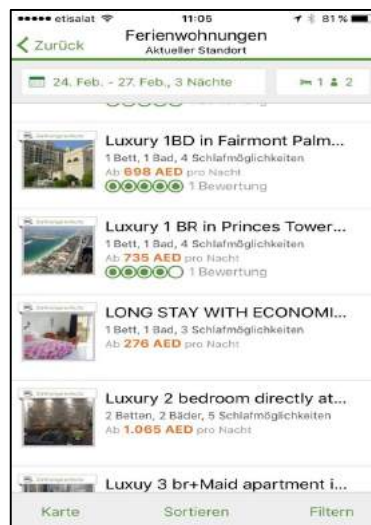 etisalat 11:05 81 %
Zurück
Ferienwohnungen
Aktueller Standort
24. Feb. - 27. Feb., 3 Nächte 1 2
Luxury 1BD in Fairmont Palm...
1 Bett, 1 Bad, 4 Schlafmöglichkeiten
Ab 698 AED pro Nacht
1 Bewertung
Luxury 1 BR in Princes Tower...
1 Bett, 1 Bad, 4 Schlafmöglichkeiten
Ab 735 AED pro Nacht
1 Bewertung
LONG STAY WITH ECONOMI...
1 Bett, 1 Bad, 3 Schlafmöglichkeiten
Ab 276 AED pro Nacht
Luxury 2 bedroom directly at...
2 Betten, 2 Bäder, 5 Schlafmöglichkeiten
Ab 1.065 AED pro Nacht
Luxuy 3 br+Maid apartment i...
Karte Sortieren Filtern